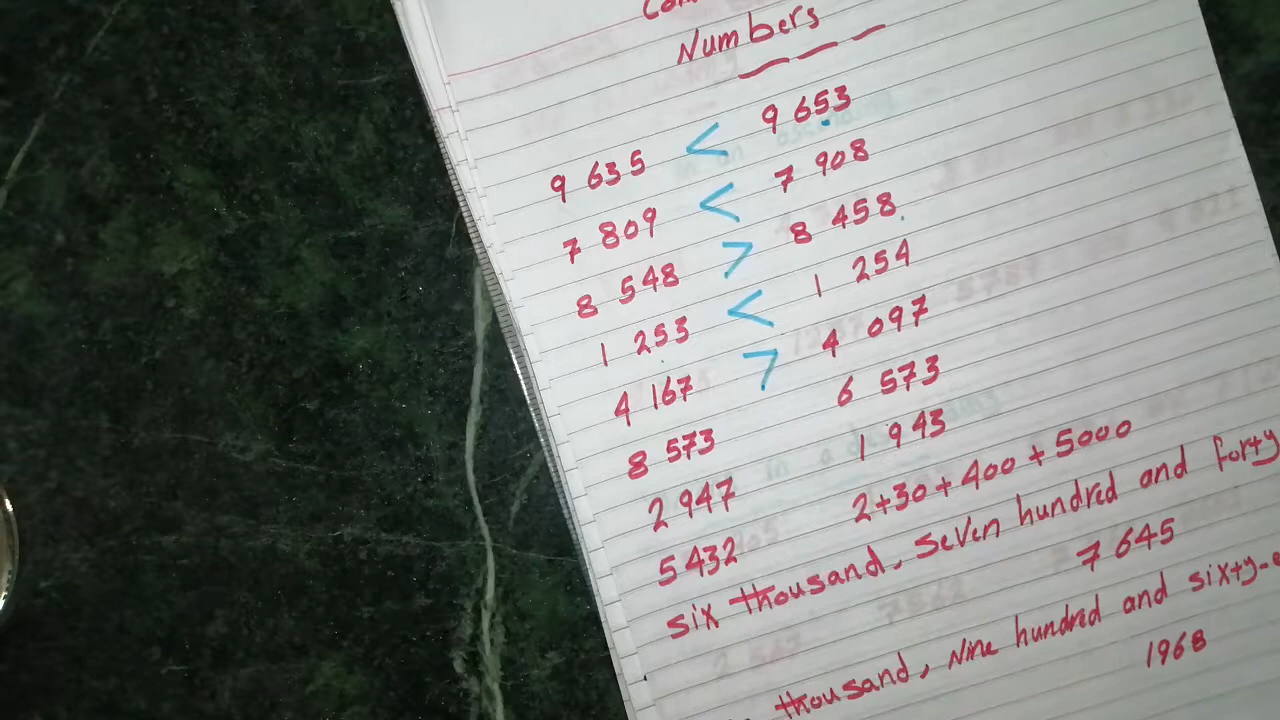 Numbers
9 635 < 9 653
7 809 < 7 908
8 548 > 8 458
1 253 < 1 254
4 167 > 4 097
8 573 6 573
2 947 1 943
5432 2+30+400+5000
six thousand, seven hundred and forty
7 645
thousand, Nine hundred and sixty-
1968